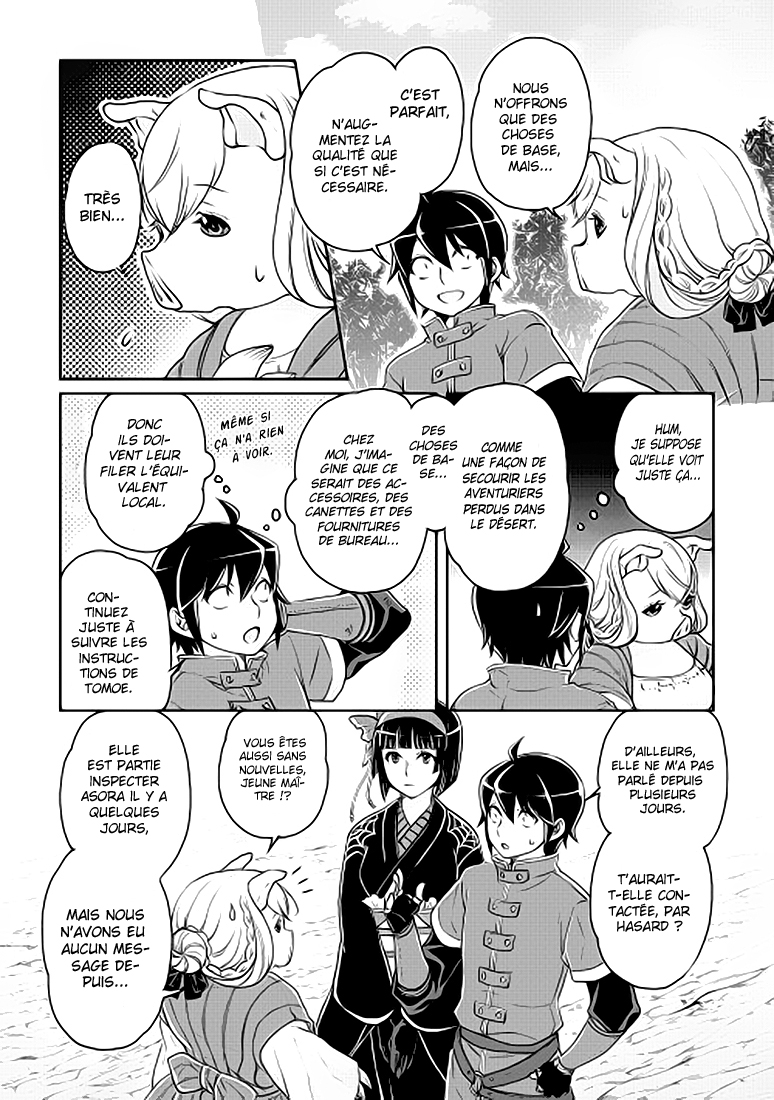 NOUS
N'OFFRONS
QUE DES
CHOSES
DE BASE,
MAIS...
C'EST
PARFAIT,
N'AUG-
MENTEZ LA
QUALITÉ QUE
SI C'EST NÉ-
CESSAIRE.
TRÈS
BIEN...
HUM,
JE SUPPOSE
QU'ELLE VOIT
JUSTE ÇA...
COMME
UNE FAÇON DE
SECOURIR LES
AVENTURIERS
PERDUS DANS
LE DÉSERT.
DES
CHOSES
DE BA-
SE...
CHEZ
MOI, J'IMA-
GINE QUE CE
SERAIT DES AC-
CESSOIRES, DES
CANETTES ET DES
FOURNITURES
DE BUREAU...
MÊME SI
ÇA N'A RIEN
À VOIR.
DONC
ILS DOI-
VENT LEUR
FILER L'ÉQUI-
VALENT
LOCAL.
CON-
TINUEZ
JUSTE À
SUIVRE LES
INSTRUC-
TIONS DE
TOMOE.
D'AILLEURS,
ELLE NE M'A PAS
PARLÉ DEPUIS
PLUSIEURS
JOURS.
T'AURAIT-
T-ELLE CON-
TACTÉE, PAR
HASARD ?
VOUS ÊTES
AUSSI SANS
NOUVELLES,
JEUNE MAÎ-
TRE !?
ELLE
EST PARTIE
INSPECTER
ASORA IL Y A
QUELQUES
JOURS,
MAIS NOUS
N'AVONS EU
AUCUN MES-
SAGE DE-
PUIS...